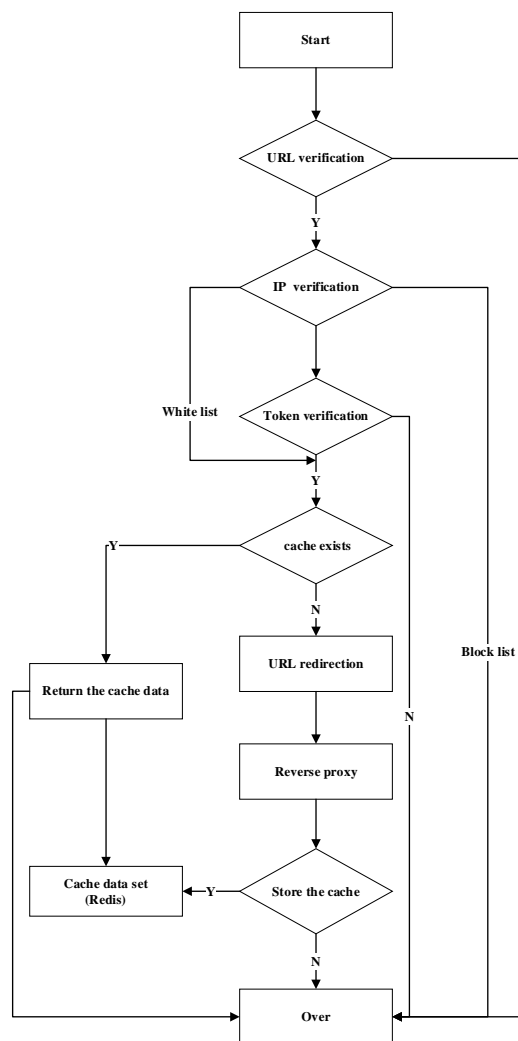 Start
URL verification
Y
IP verification
White list
Token verification
Y
Y
cache exists
N
URL redirection
Block list
Return the cache data
N
Reverse proxy
Cache data set
(Redis)
Y
Store the cache
N
Over